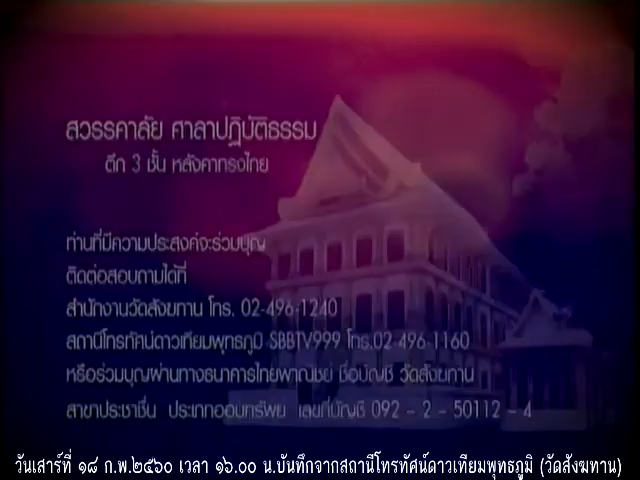 สวรรคาลัย ศาลาปฏิบัติธรรม
ตึก 3 ชั้น หลังคาทรงไทย
ท่านที่มีความประสงค์จะร่วมบุญ
ติดต่อสอบถามได้ที่
สำนักงานวัดสังฆทาน โทร. 02-496-1240
สถานีโทรทัศน์ดาวเทียมพุทธภูมิ SBBTV999 โทร.02 496-1160
หรือร่วมบุญผ่านทางธนาคารไทยพาณิชย์ ชื่อบัญชี วัดสังฆทาน
สาขาประชาชื่น ประเภทออมทรัพย์ เลขที่บัญชี 092 - 2 - 50112 - 4
วันเสาร์ที่ ๑๘ ก.พ.๒๕๖๐ เวลา ๑๖.๐๐ น.บันทึกจากสถานีโทรทัศน์ดาวเทียมพุทธภูมิ (วัดสังฆทาน)